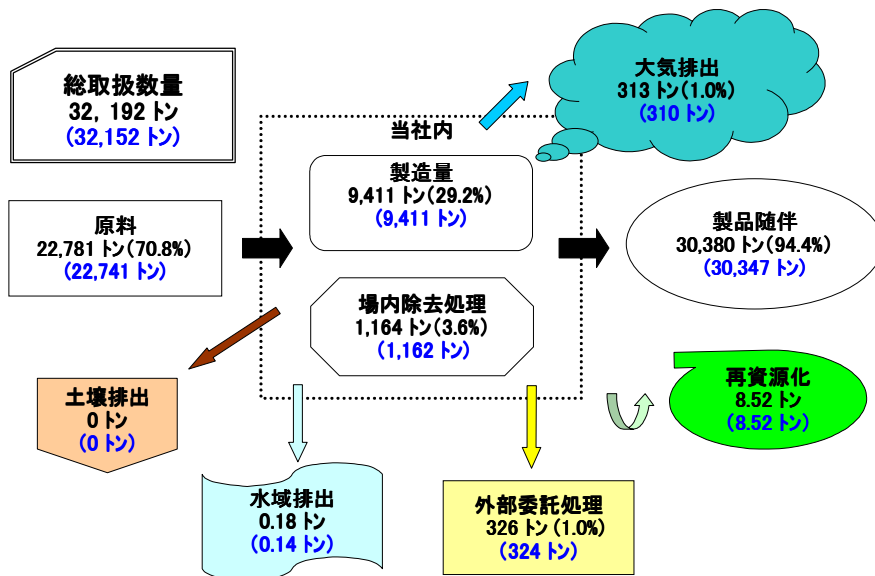 総取扱数量
32, 192 トン
(32,152 トン)
大気排出
313 トン(1.0%)
(310 トン)
当社内
製造量
9,411 トン(29.2%)
(9,411 トン)
原料
22,781 トン(70.8%)
(22,741 トン)
製品随伴
30,380 トン(94.4%)
(30,347 トン)
場内除去処理
1,164 トン(3.6%)
(1,162 トン)
土壌排出
0 トン
(0 トン)
再資源化
8.52 トン
(8.52 トン)
水域排出
0.18 トン
(0.14 トン)
外部委託処理
326 トン (1.0%)
(324 トン)